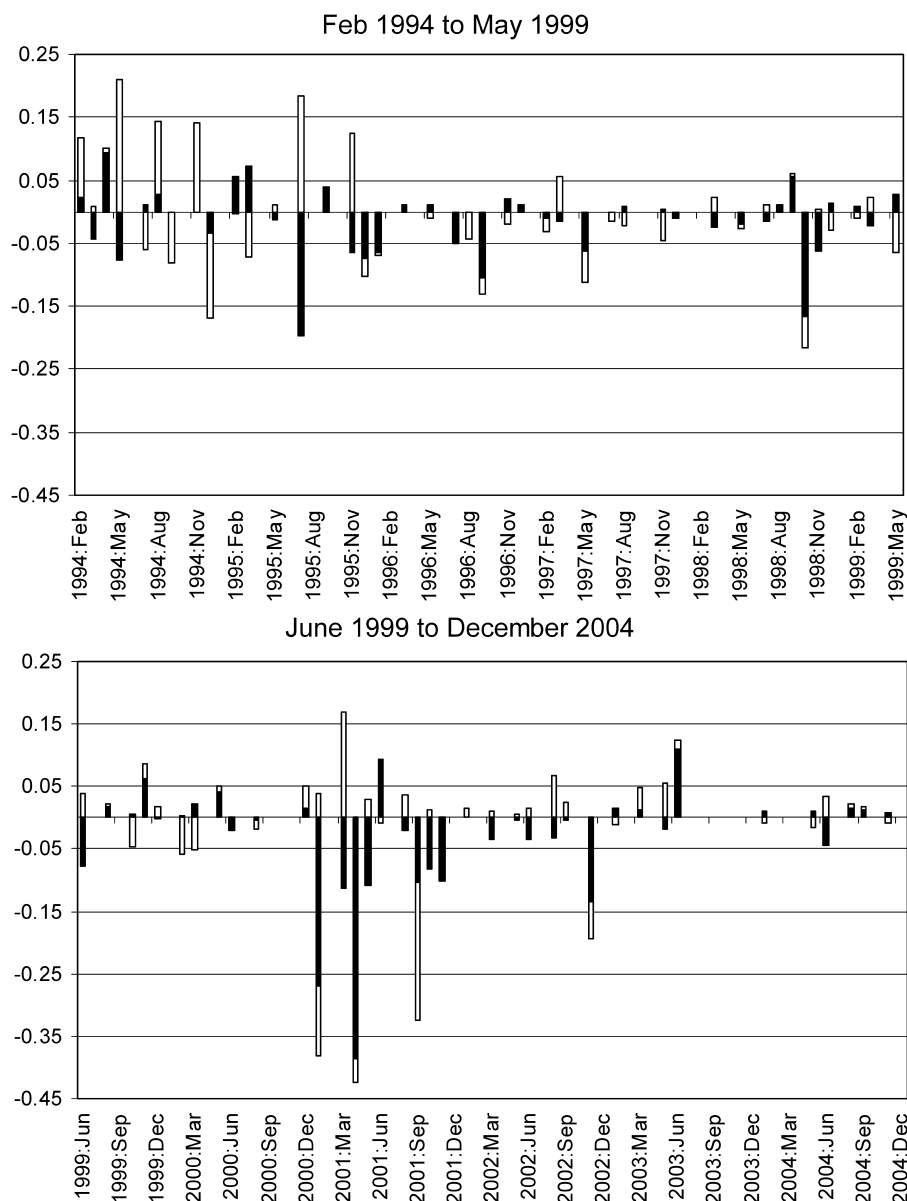 Feb 1994 to May 1999
0.25
0.15
0.05
-0.05
-0.15
-0.25
-0.35
-0.45
1994:Feb
1994:May
1994:Aug
1994:Nov
1995:Feb
1995:May
1995:Aug
1995:Nov
1996:Feb
1996:May
1996:Aug
1996:Nov
1997:Feb
1997:May
1997:Aug
1997:Nov
1998:Feb
1998:May
1998:Aug
1998:Nov
1999:Feb
1999:May
June 1999 to December 2004
0.25
0.15
0.05
-0.05
-0.15
-0.25
-0.35
-0.45
1999:Jun
1999:Sep
1999:Dec
2000:Mar
2000:Jun
2000:Sep
2000:Dec
2001:Mar
2001:Jun
2001:Sep
2001:Dec
2002:Mar
2002:Jun
2002:Sep
2002:Dec
2003:Mar
2003:Jun
2003:Sep
2003:Dec
2004:Mar
2004:Jun
2004:Sep
2004:Dec